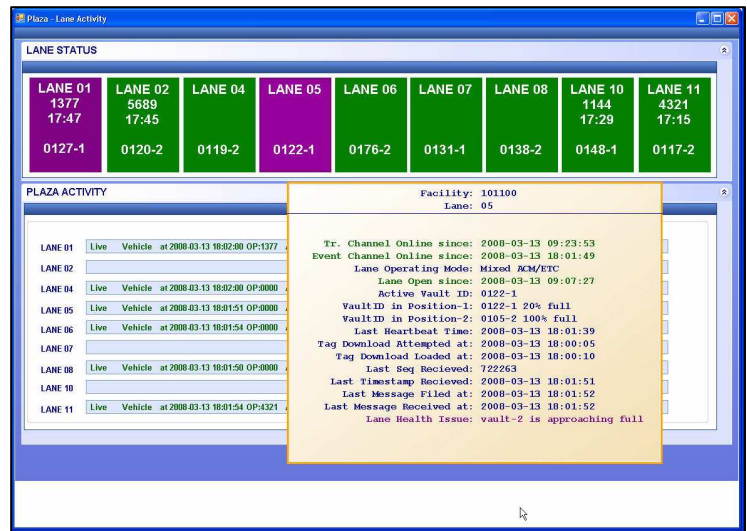 Plaza - Lane Activity
LANE STATUS
LANE 01 LANE 02 LANE 04 LANE 05 LANE 06 LANE 07 LANE 08 LANE 10 LANE 11
1377 5689 1144 4321
17:47 17:45 17:29 17:15
0127-1 0120-2 0119-2 0122-1 0176-2 0131-1 0138-2 0148-1 0117-2
PLAZA ACTIVITY
LANE 01 Live Vehicle at 2008-03-13 18:02:00 OP:1377
LANE 02
LANE 04 Live Vehicle at 2008-03-13 18:02:00 OP:0000
LANE 05 Live Vehicle at 2008-03-13 18:01:51 OP:0000
LANE 06 Live Vehicle at 2008-03-13 18:01:54 OP:0000
LANE 07
LANE 08 Live Vehicle at 2008-03-13 18:01:50 OP:0000
LANE 10
LANE 11 Live Vehicle at 2008-03-13 18:01:54 OP:4321
Facility: 101100
Lane: 05
Tr. Channel Online since: 2008-03-13 09:23:53
Event Channel Online since: 2008-03-13 18:01:49
Lane Operating Mode: Mixed ACM/ETC
Lane Open since: 2008-03-13 09:07:27
Active Vault ID: 0122-1
VaultID in Position-1: 0122-1 20% full
VaultID in Position-2: 0105-2 100% full
Last Heartbeat Time: 2008-03-13 18:01:39
Tag Download Attempted at: 2008-03-13 18:00:05
Tag Download Loaded at: 2008-03-13 18:00:10
Last Seq Recieved: 722263
Last Timestamp Recieved: 2008-03-13 18:01:51
Last Message Filed at: 2008-03-13 18:01:52
Last Message Received at: 2008-03-13 18:01:52
Lane Health Issue: vault-2 is approaching full